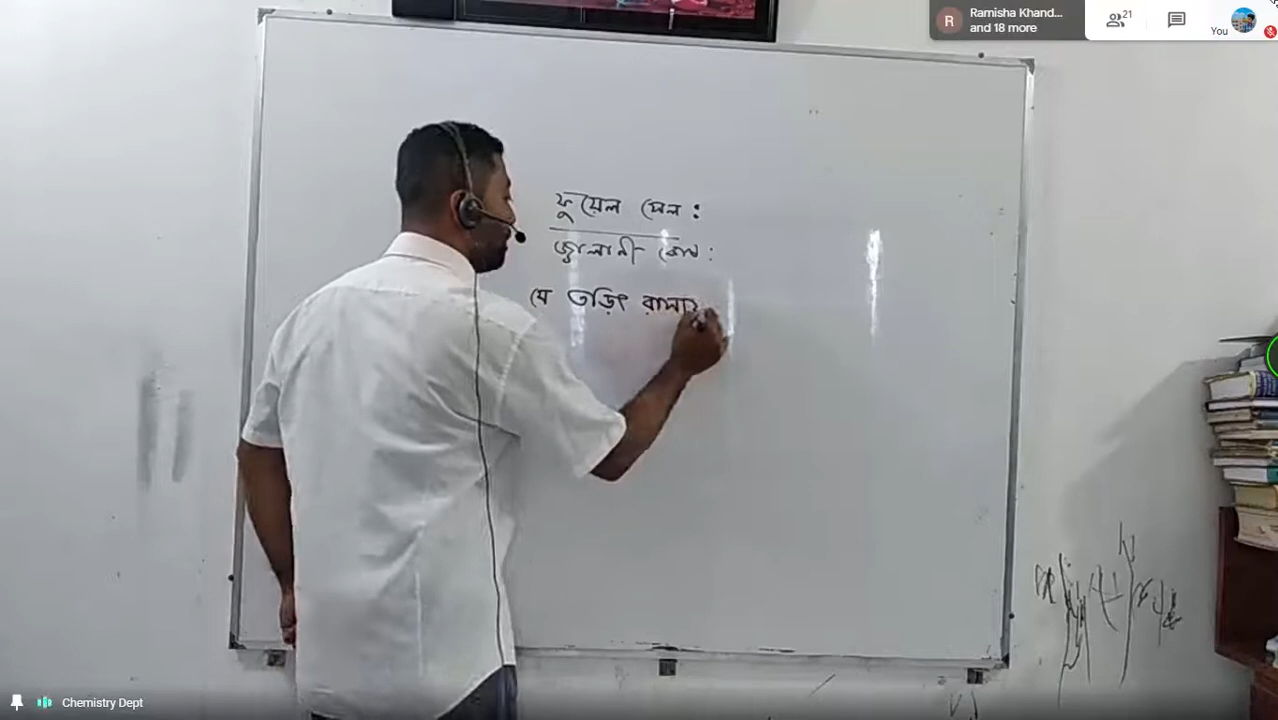 Ramisha Khand...
and 18 more
21
You
ফুয়েল সেল :
জ্বালানী কোষ :
যে তড়িৎ রাসায়
Chemistry Dept